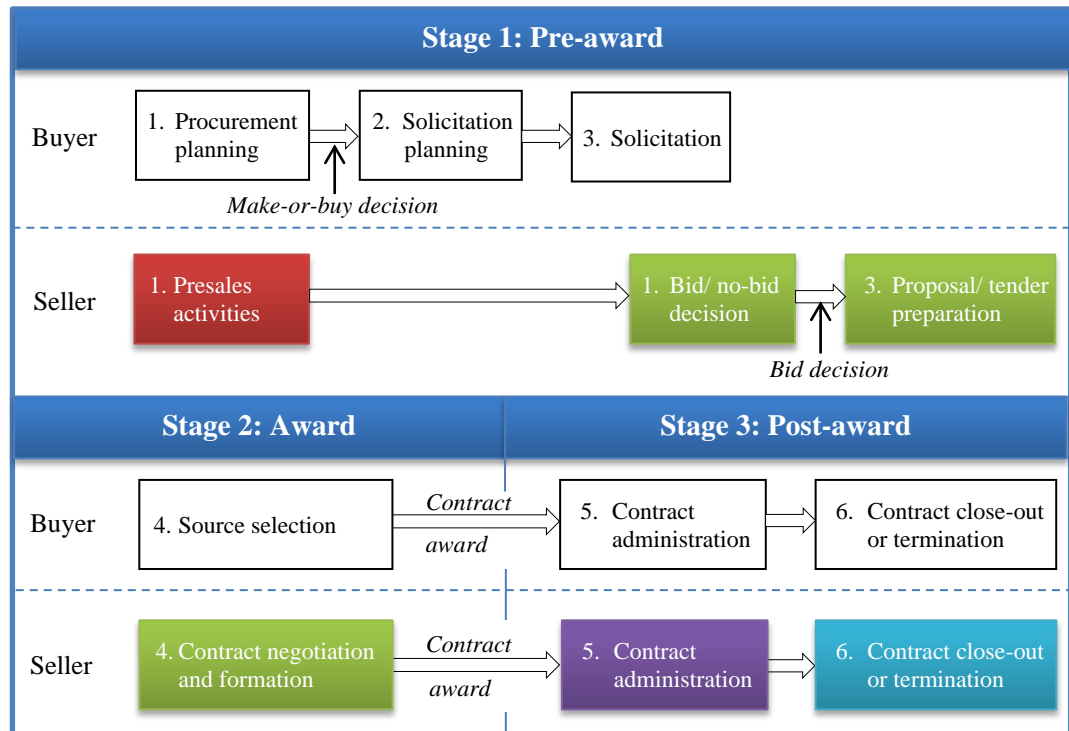 Stage 1: Pre-award
Buyer
1. Procurement
planning
2. Solicitation
planning
3. Solicitation
Make-or-buy decision
Seller
1. Presales
activities
1. Bid/ no-bid
decision
3. Proposal/ tender
preparation
Bid decision
Stage 2: Award
Stage 3: Post-award
Buyer
4. Source selection
Contract
award
5. Contract
administration
6. Contract close-out
or termination
Seller
4. Contract negotiation
and formation
Contract
award
5. Contract
administration
6. Contract close-out
or termination